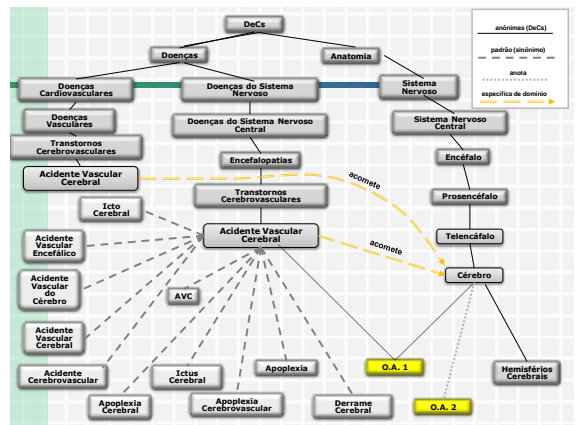 DeCs
anônimas (DeCs)
padrão (sinônimo)
anota
específica de domínio
Doenças
Anatomia
Doenças
Cardiovasculares
Doenças do Sistema
Nervoso
Sistema
Nervoso
Doenças
Vasculares
Doenças do Sistema Nervoso
Central
Sistema Nervoso
Central
Transtornos
Cerebrovasculares
Encefalopatias
Encéfalo
Acidente Vascular
Cerebral
acomete
Transtornos
Cerebrovasculares
Prosencéfalo
Icto
Cerebral
Acidente Vascular
Cerebral
acomete
Telencéfalo
Acidente
Vascular
Encefálico
Cérebro
Acidente
Vascular
do
Cérebro
AVC
Acidente
Vascular
Cerebral
Acidente
Cerebrovascular
Ictus
Cerebral
Apoplexia
O.A. 1
Hemisférios
Cerebrais
Apoplexia
Cerebral
Apoplexia
Cerebrovascular
Derrame
Cerebral
O.A. 2